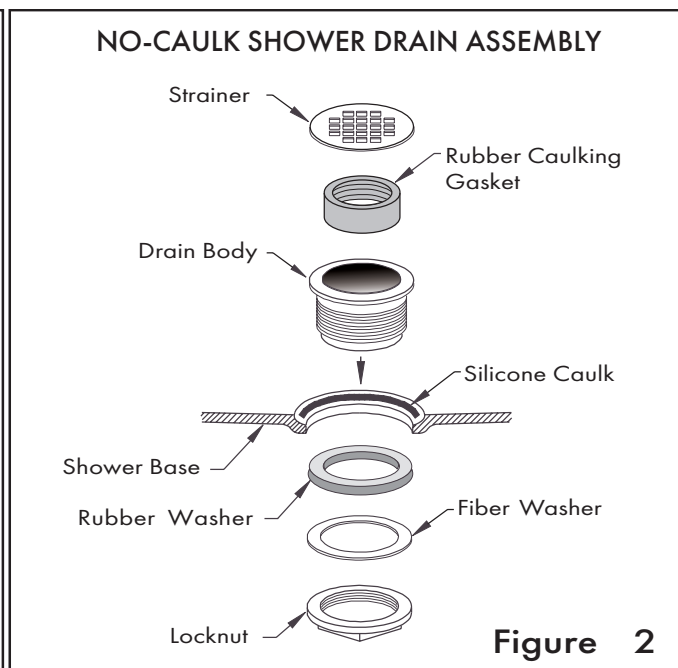 NO-CAULK SHOWER DRAIN ASSEMBLY
Strainer
Rubber Caulking
Gasket
Drain Body
Silicone Caulk
Shower Base
Rubber Washer
Fiber Washer
Locknut
Figure 2